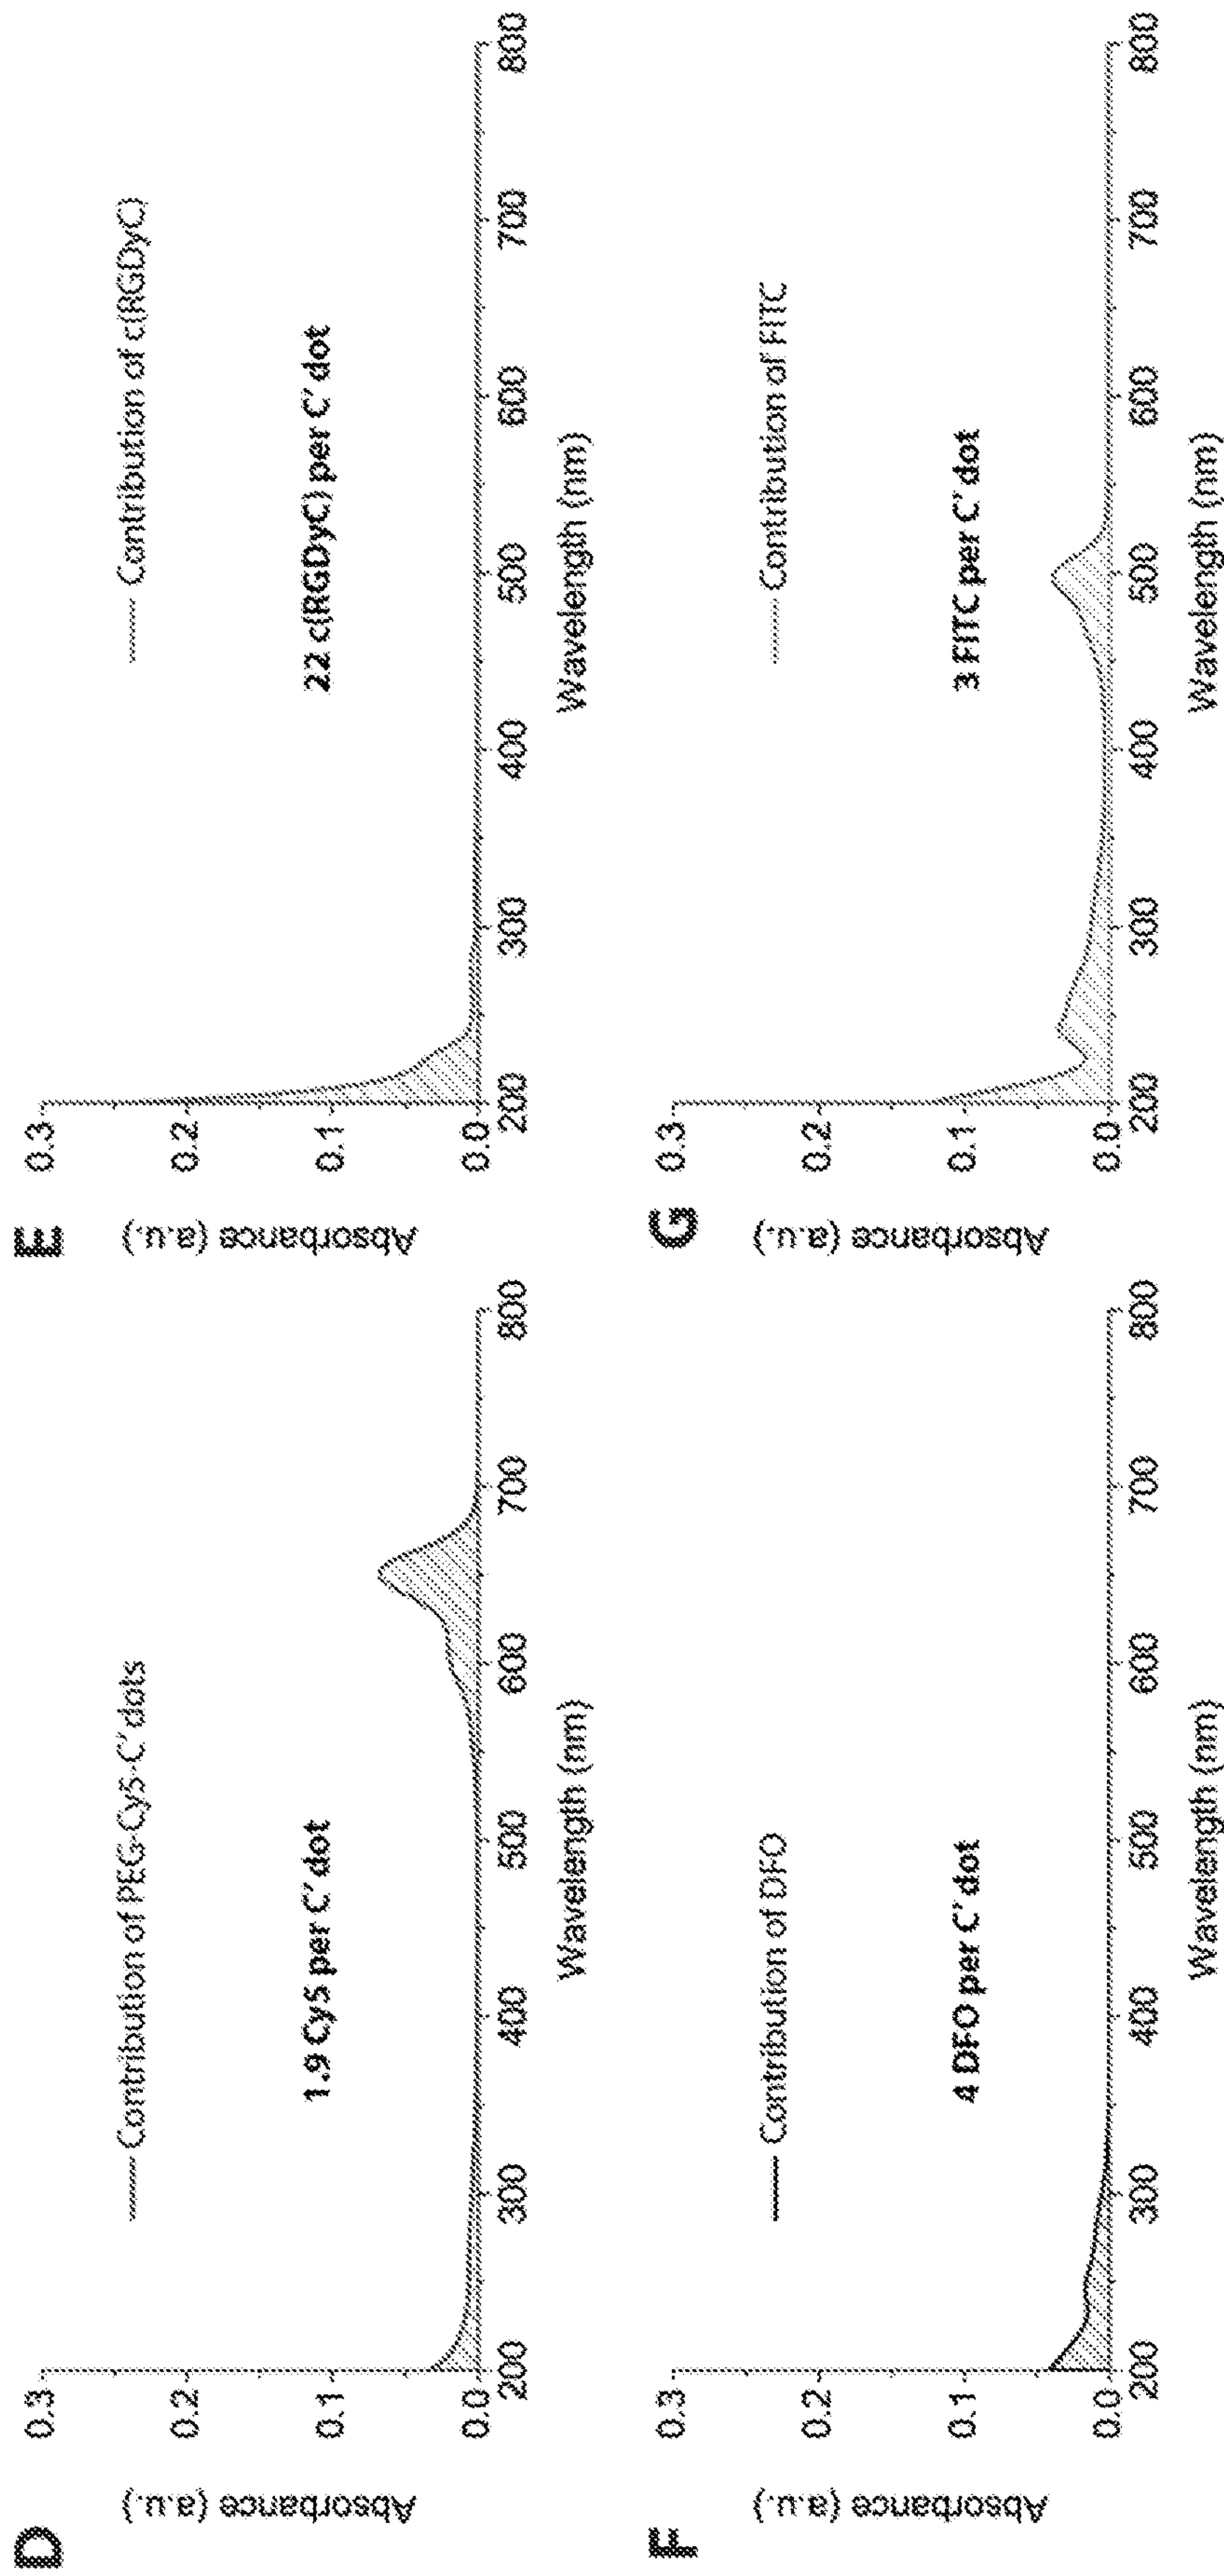 D
Absorbance (a.u.)
0.3
0.2
0.1
0.0
Contribution of PEG-Cy5-C' dots
1.9 Cy5 per C' dot
200 300 400 500 600 700 800
Wavelength (nm)
E
Absorbance (a.u.)
0.3
0.2
0.1
0.0
Contribution of c(RGDyC)
22 c(RGDyC) per C' dot
200 300 400 500 600 700 800
Wavelength (nm)
F
Absorbance (a.u.)
0.3
0.2
0.1
0.0
Contribution of DFO
4 DFO per C' dot
200 300 400 500 600 700 800
Wavelength (nm)
G
Absorbance (a.u.)
0.3
0.2
0.1
0.0
Contribution of FITC
3 FITC per C' dot
200 300 400 500 600 700 800
Wavelength (nm)